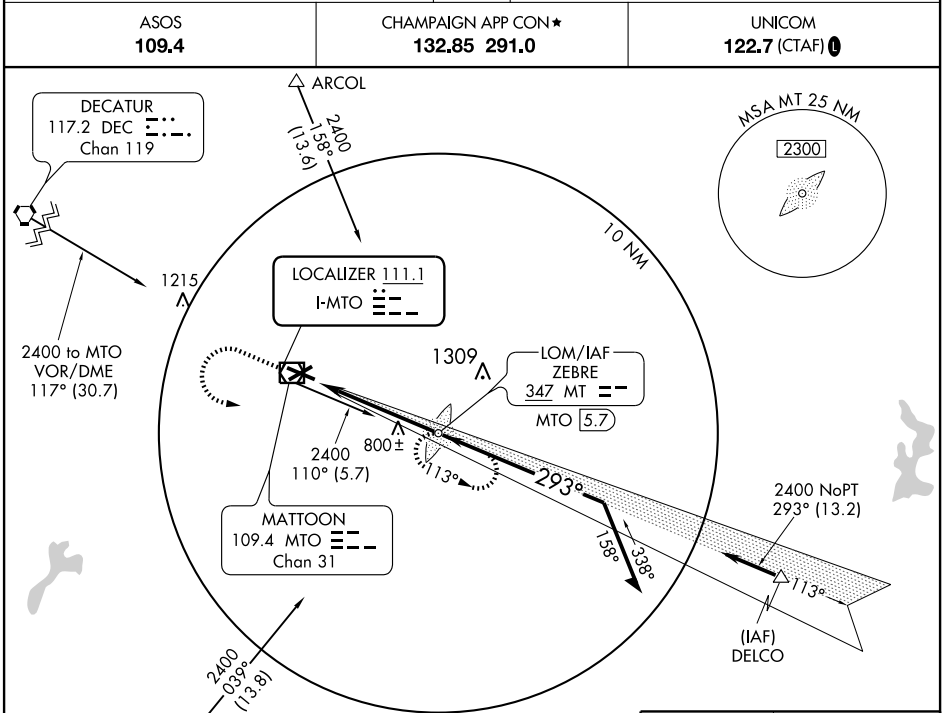 ASOS
109.4
CHAMPAIGN APP CON★
132.85 291.0
UNICOM
122.7 (CTAF) L
ARCOL
2400
158°
(13.6)
DECATUR
117.2 DEC
Chan 119
MSA MT 25 NM
2300
10 NM
LOCALIZER 111.1
I-MTO
1215
2400 to MTO
VOR/DME
117° (30.7)
1309
LOM/IAF
ZEBRE
347 MT
MTO 5.7
800±
2400
110° (5.7)
113°
293°
2400 NoPT
293° (13.2)
MATTOON
109.4 MTO
Chan 31
158°
338°
113°
(IAF)
DELCO
2400
039°
(13.8)